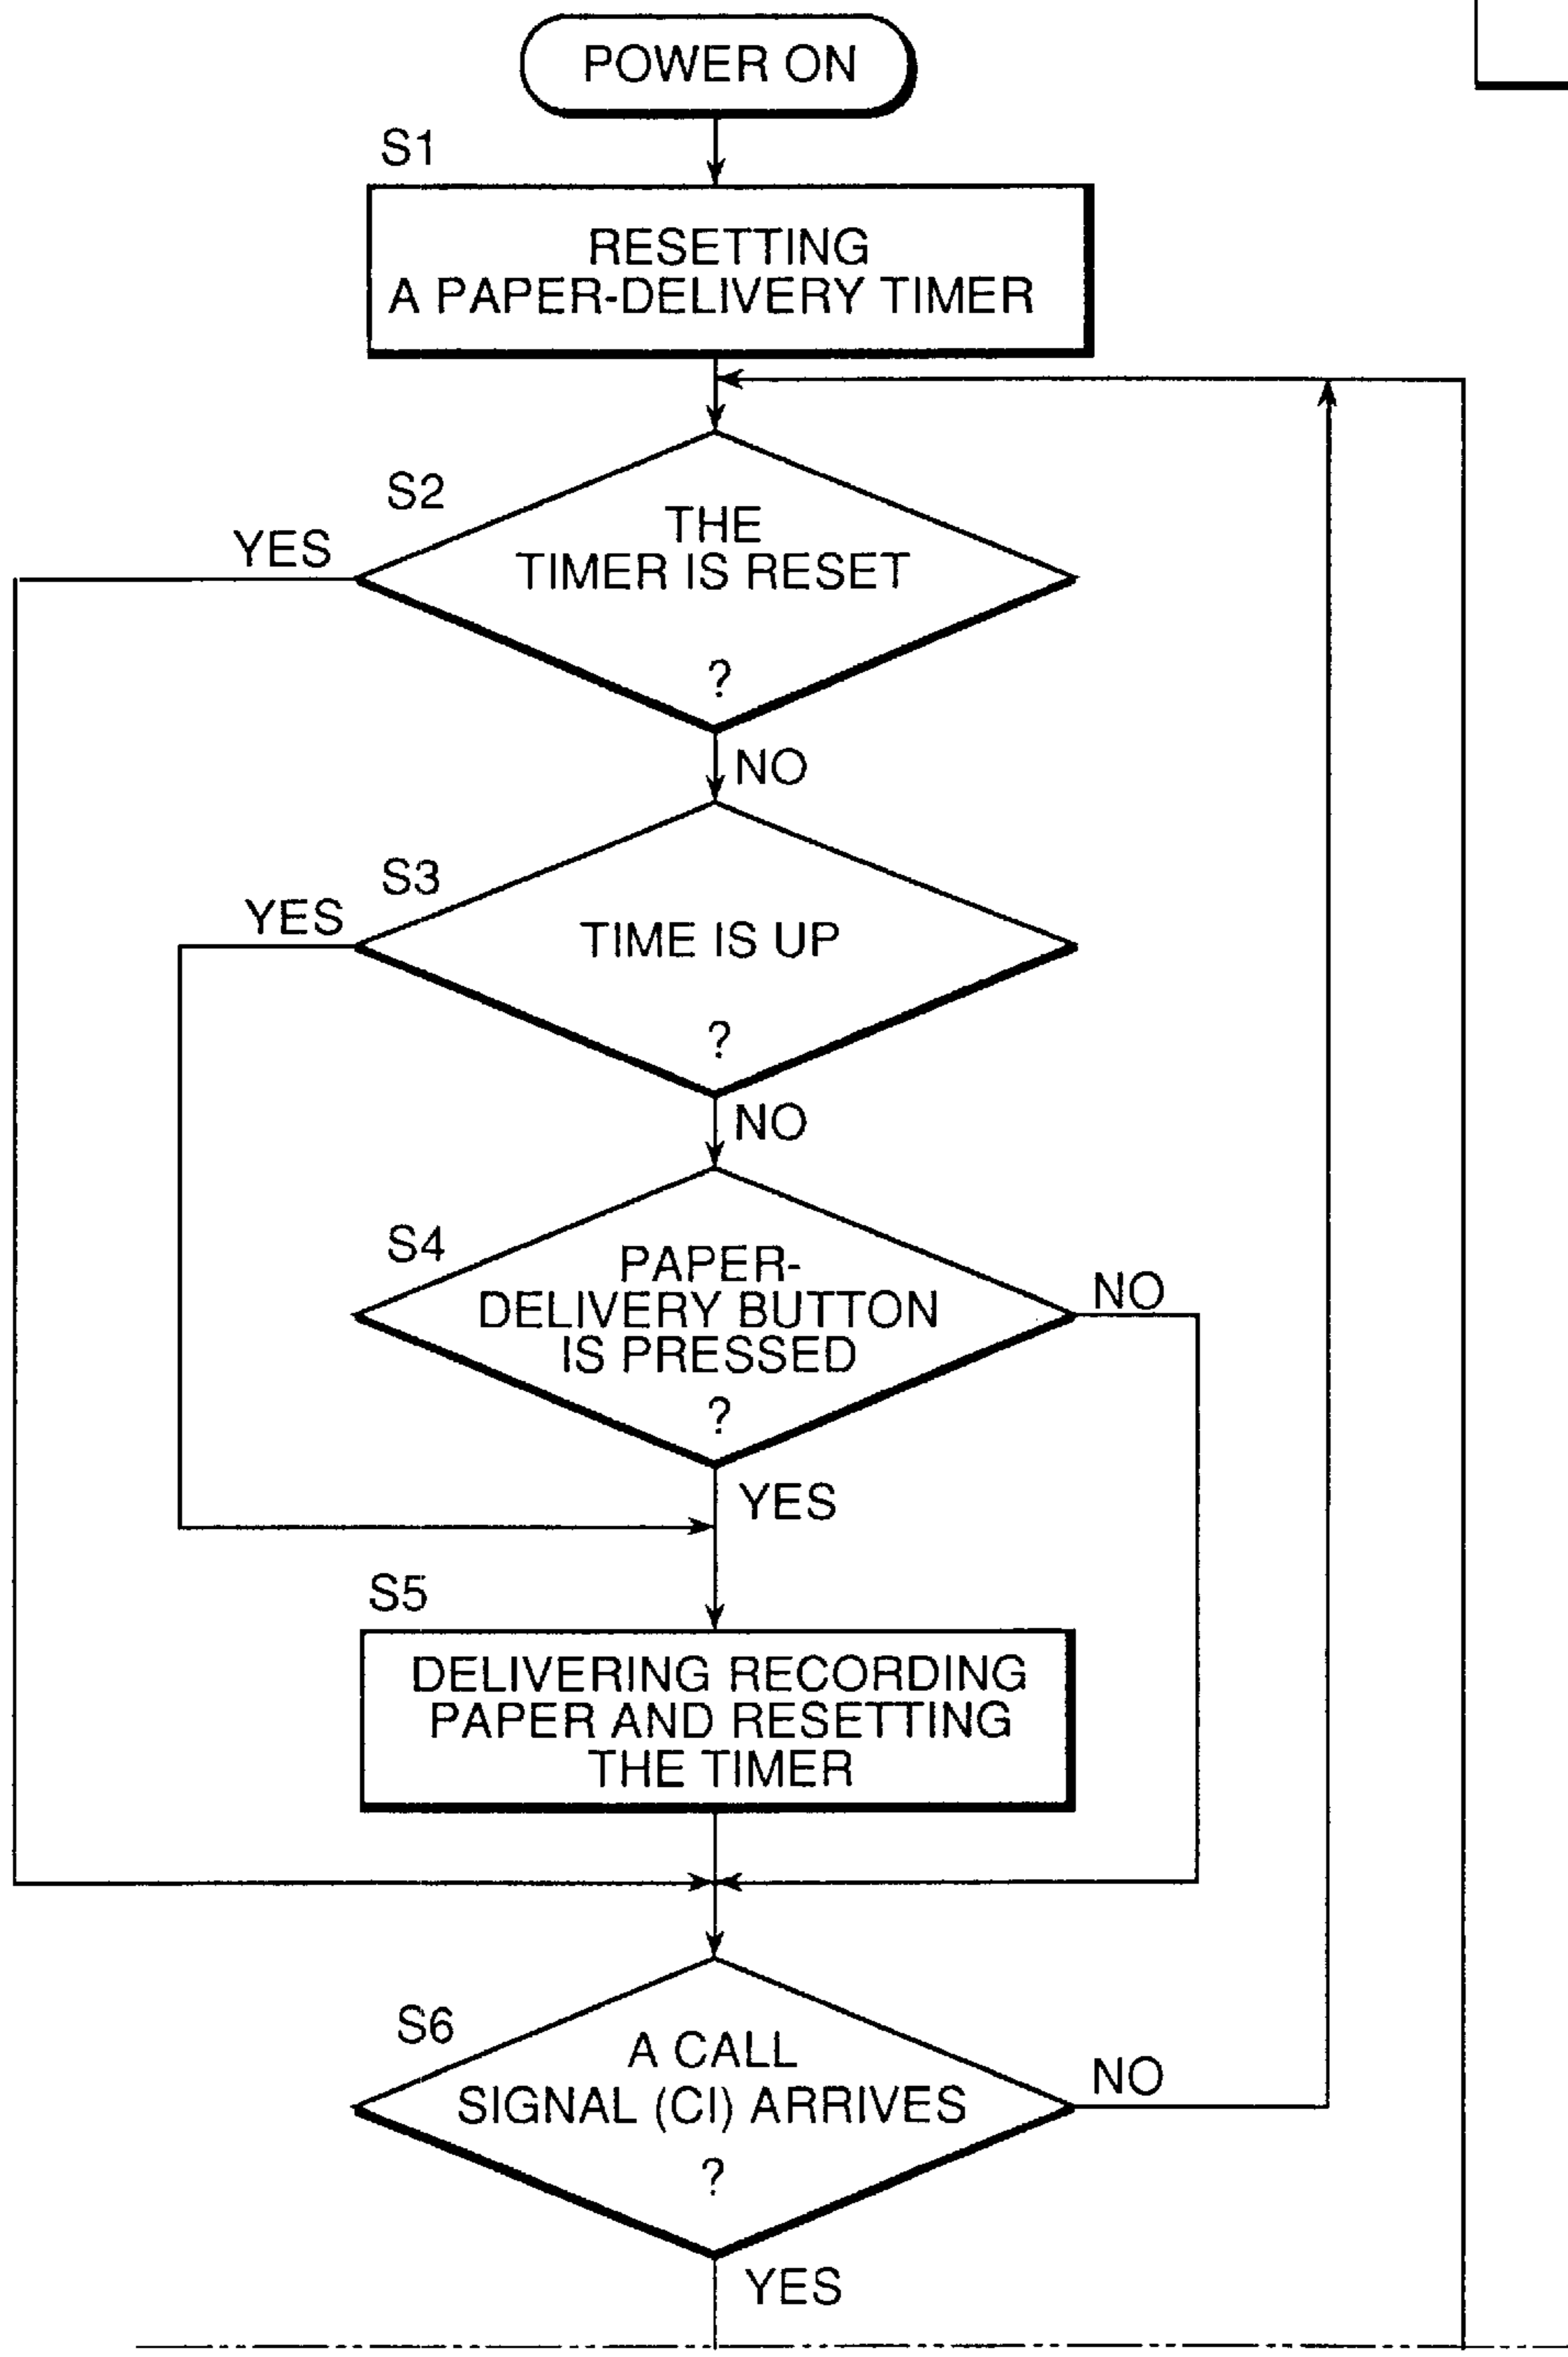 POWER ON
S1
RESETTING
A PAPER-DELIVERY TIMER
S2
YES
THE
TIMER IS RESET
?
NO
S3
YES
TIME IS UP
?
NO
S4
PAPER-
DELIVERY BUTTON
IS PRESSED
?
NO
YES
S5
DELIVERING RECORDING
PAPER AND RESETTING
THE TIMER
S6
A CALL
SIGNAL (CI) ARRIVES
?
NO
YES